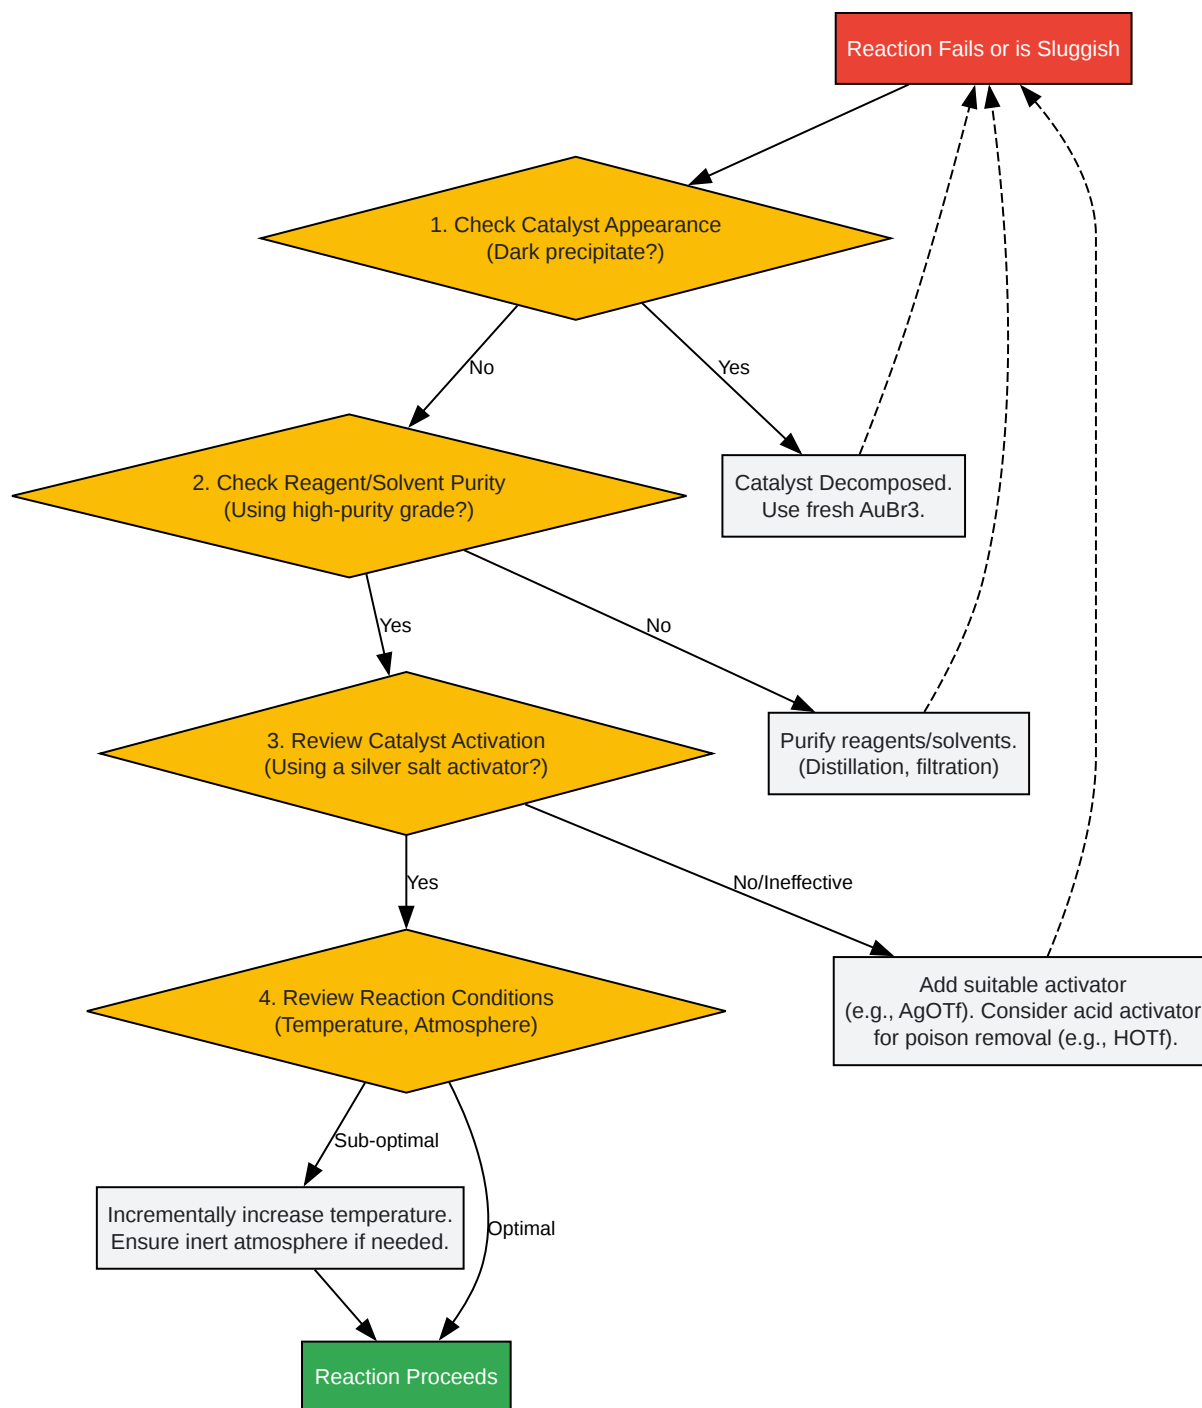 Reaction Fails or is Sluggish
1. Check Catalyst Appearance
(Dark precipitate?)
No
Yes
2. Check Reagent/Solvent Purity
(Using high-purity grade?)
Catalyst Decomposed.
Use fresh AuBr3.
Yes
No
3. Review Catalyst Activation
(Using a silver salt activator?)
Purify reagents/solvents.
(Distillation, filtration)
Yes
No/Ineffective
4. Review Reaction Conditions
(Temperature, Atmosphere)
Add suitable activator
(e.g., AgOTf). Consider acid activator
for poison removal (e.g., HOTf).
Sub-optimal
Incrementally increase temperature.
Ensure inert atmosphere if needed.
Optimal
Reaction Proceeds